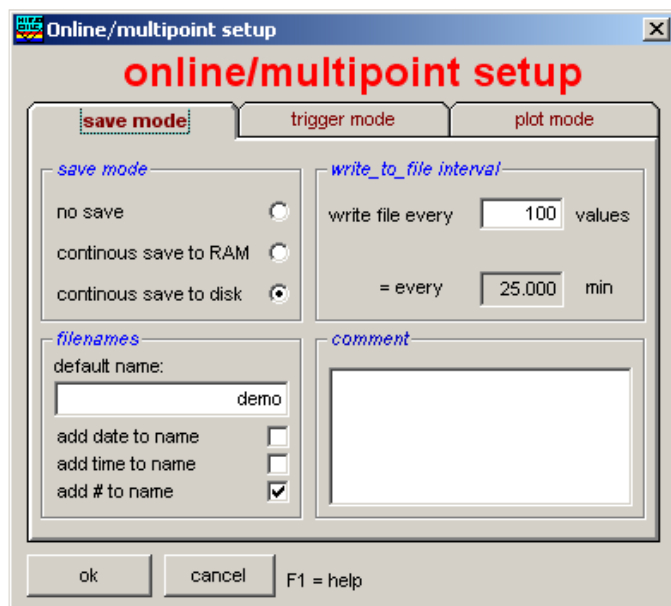 Online/multipoint setup
online/multipoint setup
save mode
trigger mode
plot mode
save mode
no save
continous save to RAM
continous save to disk
write_to_file interval
write file every 100 values
= every 25.000 min
filenames
default name:
demo
add date to name
add time to name
add # to name
comment
ok
cancel
F1 = help